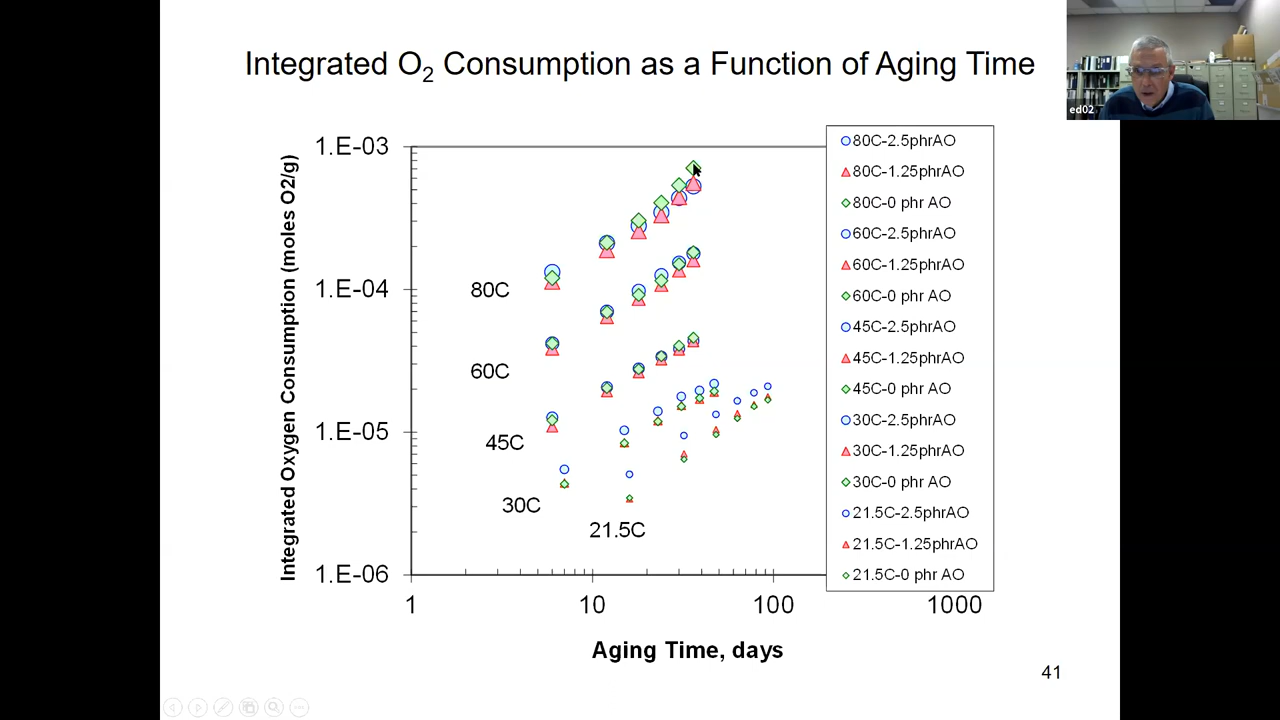 Integrated O₂ Consumption as a Function of Aging Time
ed02
Integrated Oxygen Consumption (moles O2/g)
1.E-03
1.E-04
1.E-05
1.E-06
80C
60C
45C
30C
21.5C
80C-2.5phrAO
80C-1.25phrAO
80C-0 phr AO
60C-2.5phrAO
60C-1.25phrAO
60C-0 phr AO
45C-2.5phrAO
45C-1.25phrAO
45C-0 phr AO
30C-2.5phrAO
30C-1.25phrAO
30C-0 phr AO
21.5C-2.5phrAO
21.5C-1.25phrAO
21.5C-0 phr AO
1 10 100 1000
Aging Time, days
41